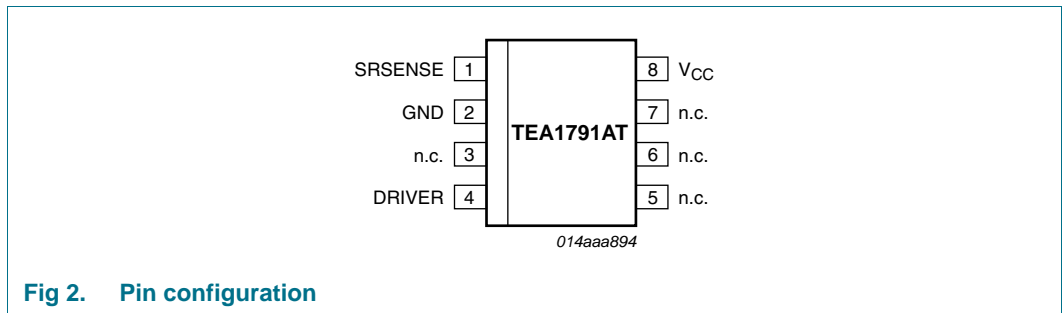 SRSENSE 1
GND 2
n.c. 3
DRIVER 4
TEA1791AT
8 VCC
7 n.c.
6 n.c.
5 n.c.
014aaa894
Fig 2. Pin configuration